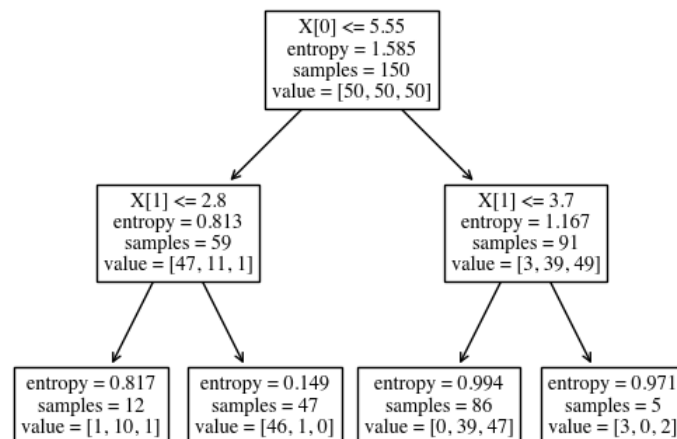 X[0] <= 5.55
entropy = 1.585
samples = 150
value = [50, 50, 50]
X[1] <= 2.8
entropy = 0.813
samples = 59
value = [47, 11, 1]
X[1] <= 3.7
entropy = 1.167
samples = 91
value = [3, 39, 49]
entropy = 0.817
samples = 12
value = [1, 10, 1]
entropy = 0.149
samples = 47
value = [46, 1, 0]
entropy = 0.994
samples = 86
value = [0, 39, 47]
entropy = 0.971
samples = 5
value = [3, 0, 2]